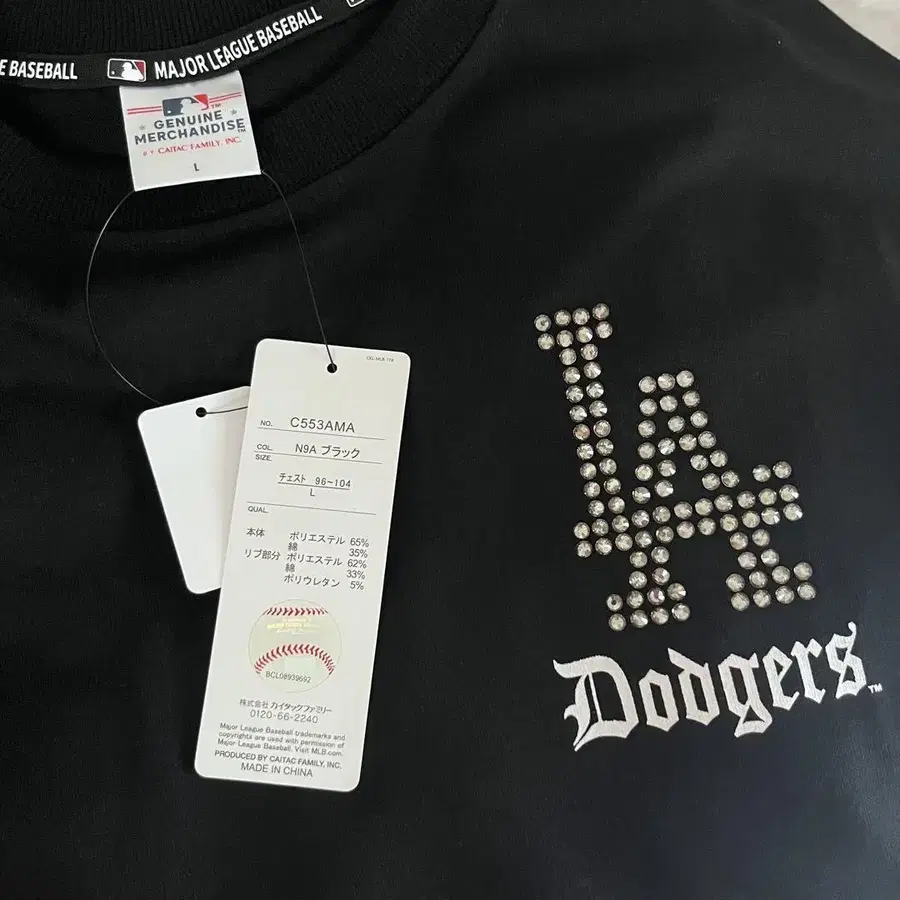 E BASEBALL MAJOR LEAGUE BASEBALL
GENUINE
MERCHANDISE™
BY CAITAC FAMILY, INC.
L
NO. C553AMA
COL. N9A ブラック
SIZE.
チェスト 96~104
L
QUAL.
本体 ポリエステル 65%
綿 35%
リブ部分 ポリエステル 62%
綿 33%
ポリウレタン 5%
BCL08939692
株式会社 カイタックファミリー
0120-66-2240
Major League Baseball trademarks and
copyrights are used with permission of
Major League Baseball. Visit MLB.com.
PRODUCED BY CAITAC FAMILY, INC.
MADE IN CHINA
LA
Dodgers™